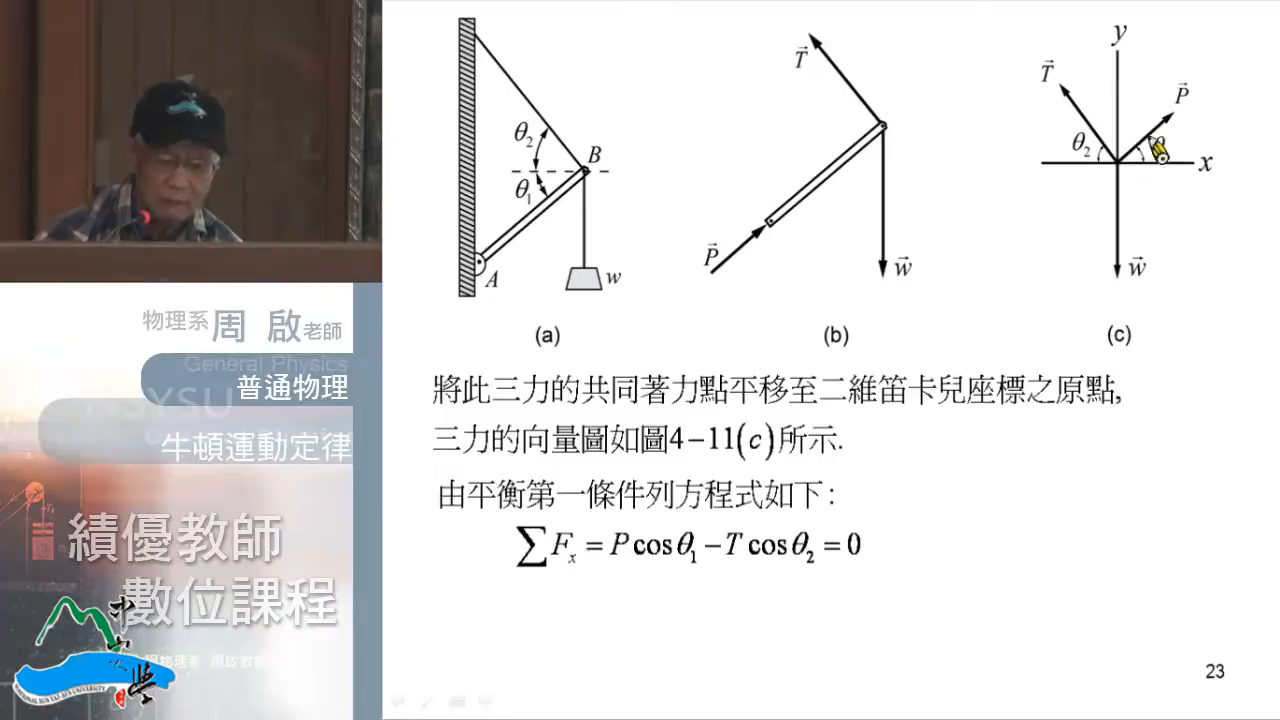 物理系 周 啟 老師
General Physics
普通物理
NSYSU
牛頓運動定律
績優教師
數位課程
θ₂
B
θ₁
A
w
(a)
T⃗
P⃗
w⃗
(b)
y
T⃗
P⃗
θ₂
x
w⃗
(c)
將此三力的共同著力點平移至二維笛卡兒座標之原點,
三力的向量圖如圖4−11(c)所示.
由平衡第一條件列方程式如下:
∑Fₓ = P cos θ₁ − T cos θ₂ = 0
23